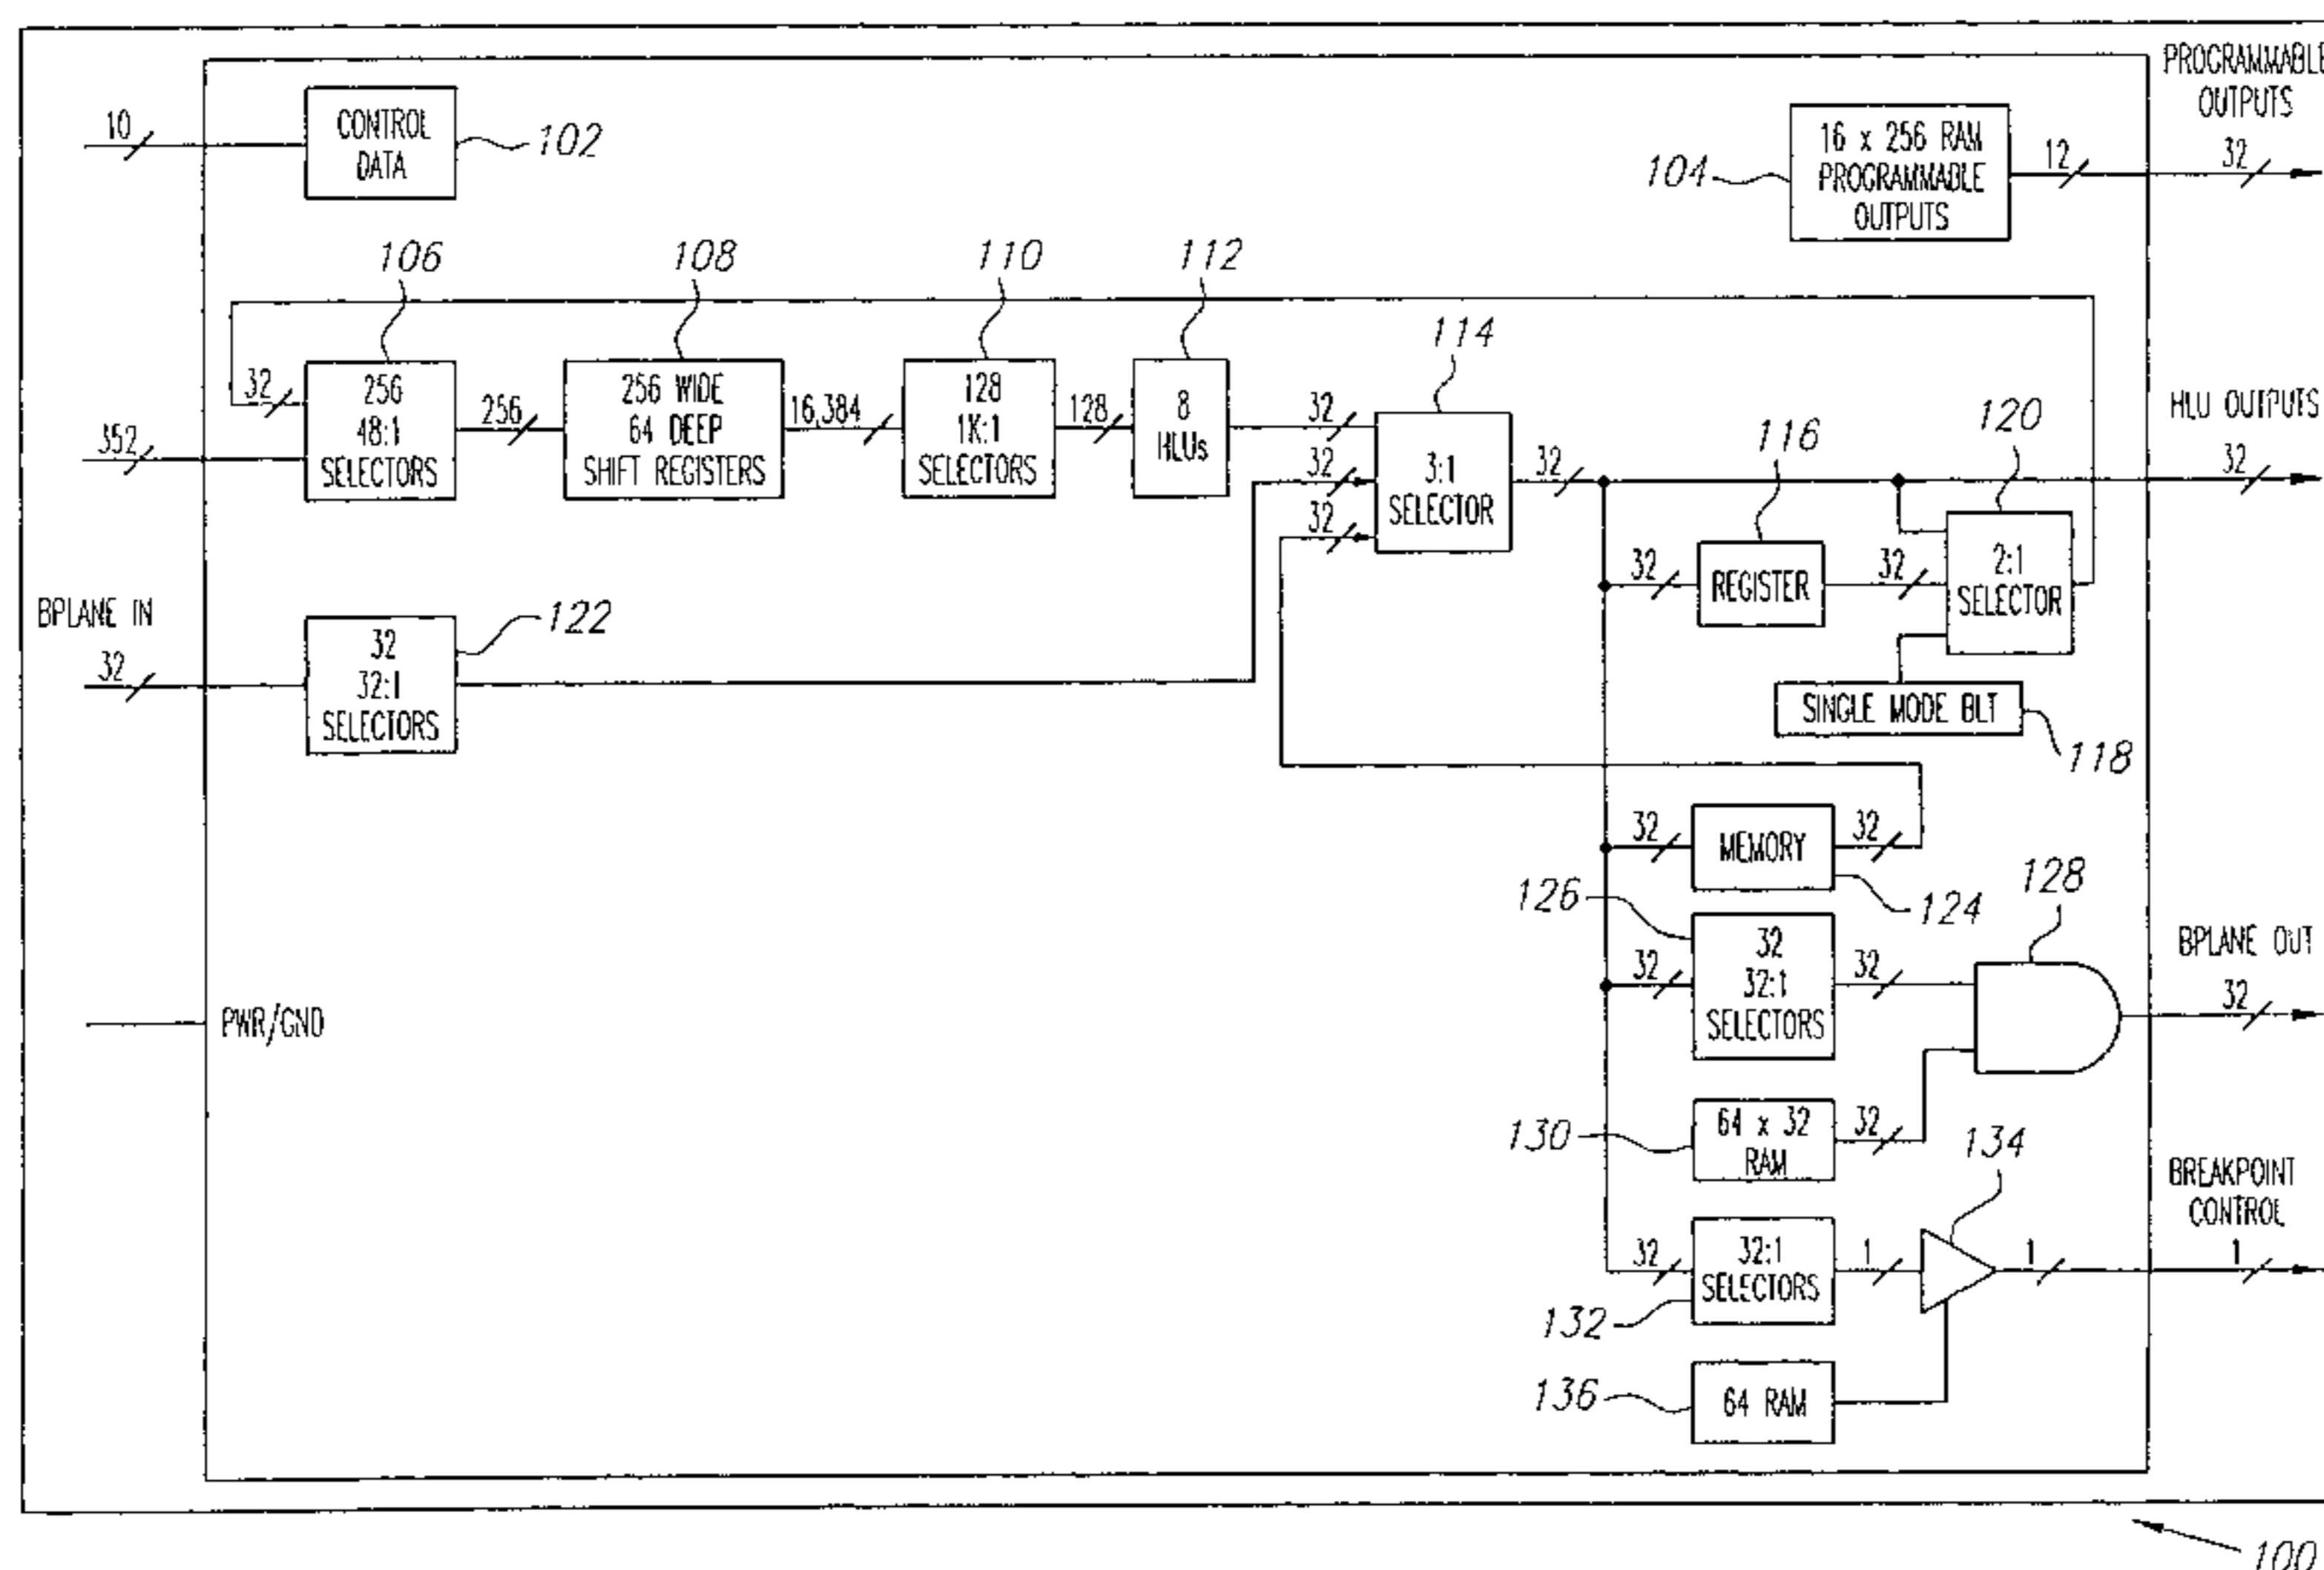 PROGRAMMABLE
OUTPUTS
10
CONTROL
DATA
102
104
16 x 256 RAM
PROGRAMMABLE
OUTPUTS
12
32
106
108
110
112
114
32
352
256
48:1
SELECTORS
256
256 WIDE
64 DEEP
SHIFT REGISTERS
16,384
128
1K:1
SELECTORS
128
8
HLUs
32
32
32
3:1
SELECTOR
32
116
120
HLU OUTPUTS
32
32
REGISTER
32
2:1
SELECTOR
SINGLE MODE BLT
118
BPLANE IN
32
32
32:1
SELECTORS
122
32
MEMORY
32
124
126
128
32
32
32:1
SELECTORS
32
BPLANE OUT
32
PWR/GND
130
64 x 32
RAM
32
134
BREAKPOINT
CONTROL
32
32:1
SELECTORS
1
1
1
132
136
64 RAM
100